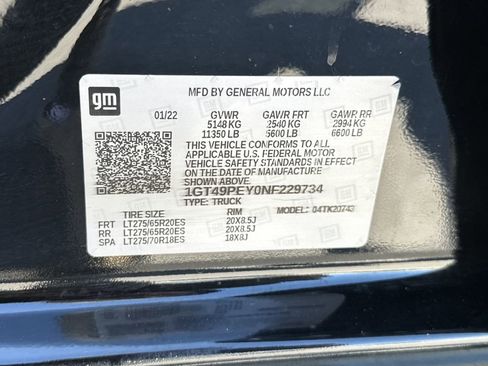 gm
MFD BY GENERAL MOTORS LLC
01/22 GVWR GAWR FRT GAWR RR
5148 KG 2540 KG 2994 KG
11350 LB 5600 LB 6600 LB
THIS VEHICLE CONFORMS TO ALL
APPLICABLE U.S. FEDERAL MOTOR
VEHICLE SAFETY STANDARDS IN EFFECT
ON THE DATE OF MANUFACTURE
SHOWN ABOVE.
1GT49PEY0NF229734
TYPE: TRUCK MODEL: 04TK20743
TIRE SIZE RIM
FRT LT275/65R20ES 20X8.5J
RR LT275/65R20ES 20X8.5J
SPA LT275/70R18ES 18X8J